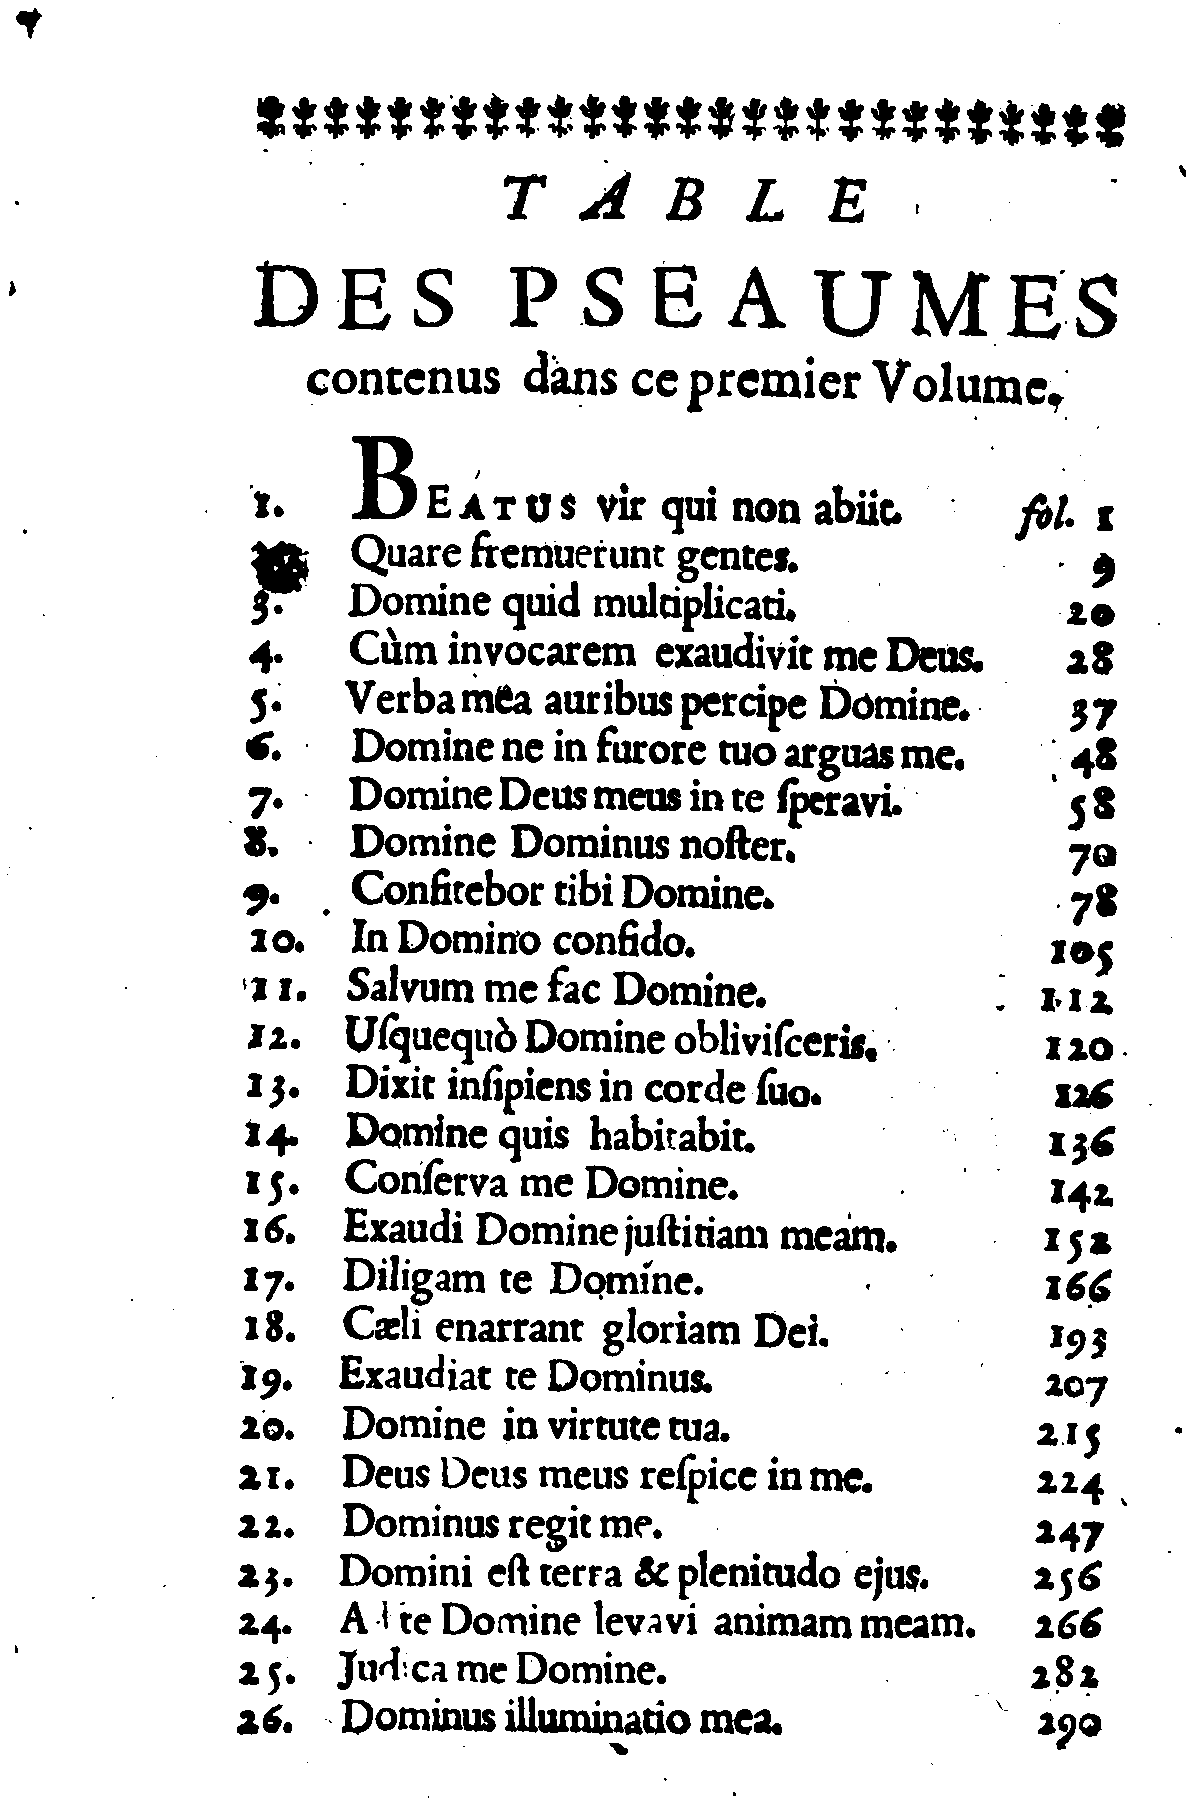 TABLE
DES PSEAUMES
contenus dans ce premier Volume.
1. BEATUS vir qui non abiit. fol. 1
Quare fremuerunt gentes. 9
3. Domine quid multiplicati. 20
4. Cùm invocarem exaudivit me Deus. 28
5. Verba mea auribus percipe Domine. 37
6. Domine ne in furore tuo arguas me. 48
7. Domine Deus meus in te ſperavi. 58
8. Domine Dominus noſter. 70
9. Confitebor tibi Domine. 78
10. In Domino confido. 105
11. Salvum me fac Domine. 112
12. Uſquequò Domine obliviſceris. 120
13. Dixit inſipiens in corde ſuo. 126
14. Domine quis habitabit. 136
15. Conſerva me Domine. 142
16. Exaudi Domine juſtitiam meam. 152
17. Diligam te Domine. 166
18. Cæli enarrant gloriam Dei. 193
19. Exaudiat te Dominus. 207
20. Domine in virtute tua. 215
21. Deus Deus meus reſpice in me. 224
22. Dominus regit me. 247
23. Domini eſt terra & plenitudo ejus. 256
24. Ad te Domine levavi animam meam. 266
25. Judica me Domine. 282
26. Dominus illuminatio mea. 290